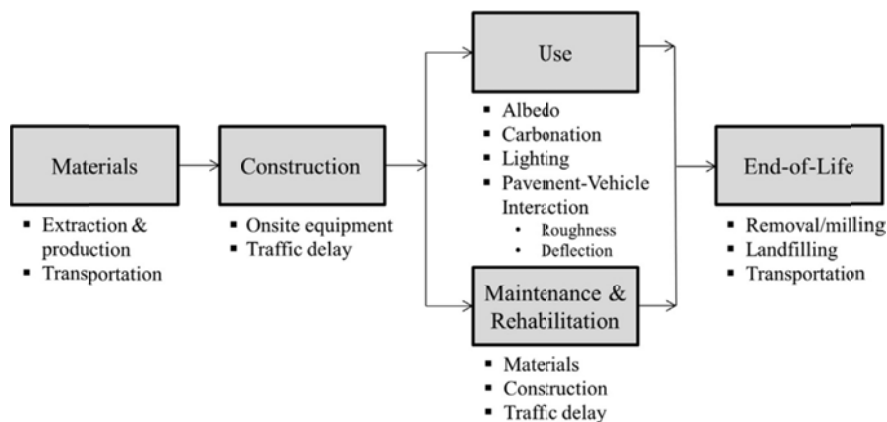 Materials
▪ Extraction &
production
▪ Transportation
Construction
▪ Onsite equipment
▪ Traffic delay
Use
▪ Albedo
▪ Carbonation
▪ Lighting
▪ Pavement-Vehicle
Interaction
• Roughness
• Deflection
Maintenance &
Rehabilitation
▪ Materials
▪ Construction
▪ Traffic delay
End-of-Life
▪ Removal/milling
▪ Landfilling
▪ Transportation